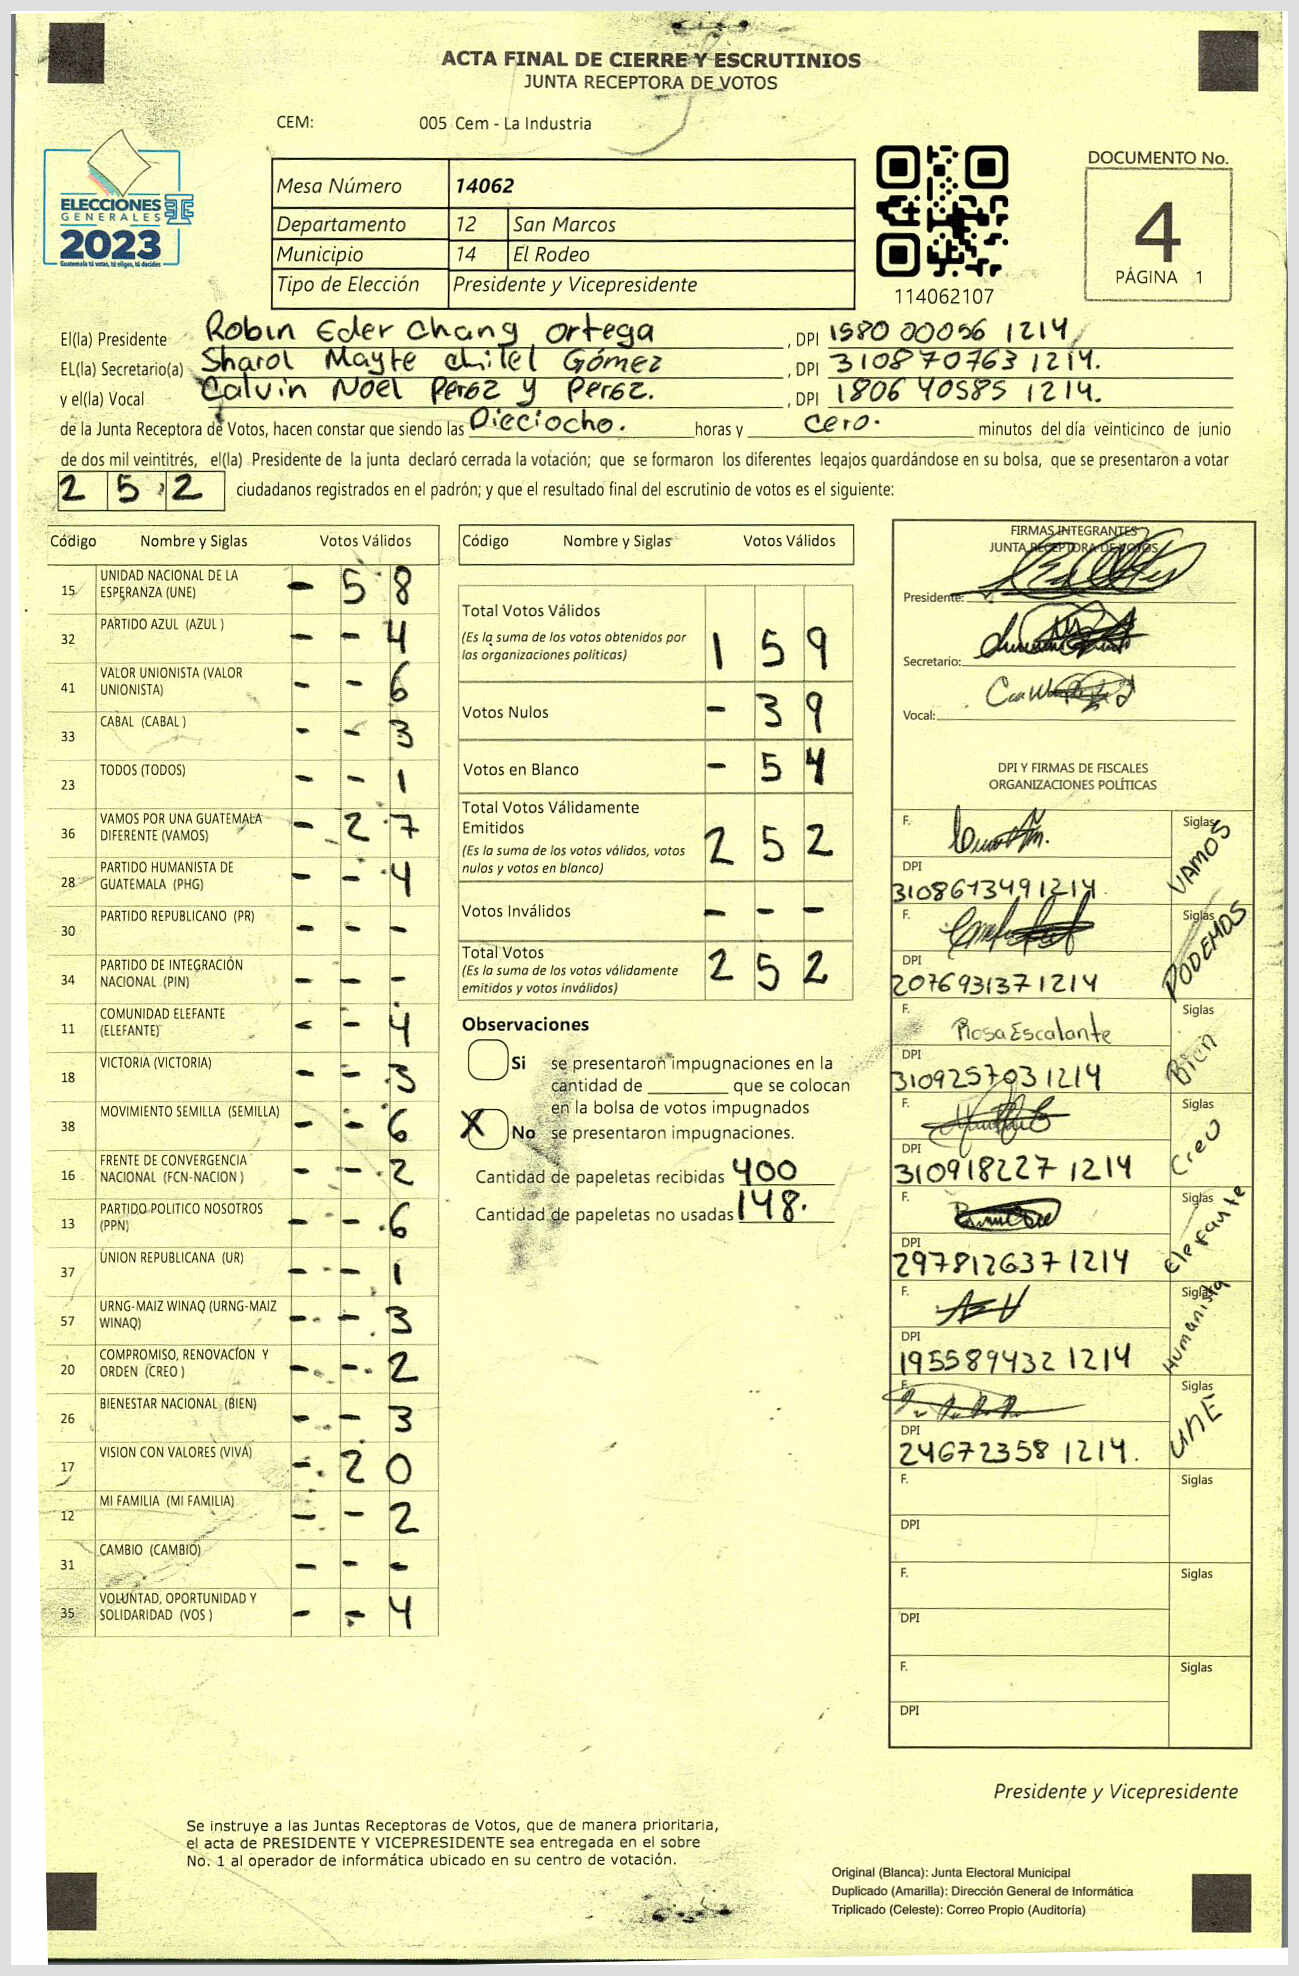 ACTA FINAL DE CIERRE Y ESCRUTINIOS
JUNTA RECEPTORA DE VOTOS
CEM: 005 Cem - La Industria
ELECCIONES
GENERALES
2023
Guatemala tú votas, tú eliges, tú decides
Mesa Número 14062
Departamento 12 San Marcos
Municipio 14 El Rodeo
Tipo de Elección Presidente y Vicepresidente
114062107
DOCUMENTO No.
4
PÁGINA 1
El(la) Presidente Robin Eder Chang Ortega, DPI 1580 00056 1214
EL(la) Secretario(a) Sharol Mayte Chitel Gómez, DPI 310870763 1214.
y el(la) Vocal Calvin Noel Perez y Perez., DPI 1806 40585 1214.
de la Junta Receptora de Votos, hacen constar que siendo las Dieciocho. horas y cero. minutos del día veinticinco de junio
de dos mil veintitrés, el(la) Presidente de la junta declaró cerrada la votación; que se formaron los diferentes legajos guardándose en su bolsa, que se presentaron a votar
252 ciudadanos registrados en el padrón; y que el resultado final del escrutinio de votos es el siguiente:
Código Nombre y Siglas Votos Válidos
15 UNIDAD NACIONAL DE LA ESPERANZA (UNE) - 5 8
32 PARTIDO AZUL (AZUL ) - - 4
41 VALOR UNIONISTA (VALOR UNIONISTA) - - 6
33 CABAL (CABAL ) - - 3
23 TODOS (TODOS) - - 1
36 VAMOS POR UNA GUATEMALA DIFERENTE (VAMOS) - 2 7
28 PARTIDO HUMANISTA DE GUATEMALA (PHG) - - 4
30 PARTIDO REPUBLICANO (PR) - - -
34 PARTIDO DE INTEGRACIÓN NACIONAL (PIN) - - -
11 COMUNIDAD ELEFANTE (ELEFANTE) - - 4
18 VICTORIA (VICTORIA) - - 3
38 MOVIMIENTO SEMILLA (SEMILLA) - - 6
16 FRENTE DE CONVERGENCIA NACIONAL (FCN-NACION ) - - 2
13 PARTIDO POLITICO NOSOTROS (PPN) - - 6
37 UNION REPUBLICANA (UR) - - 1
57 URNG-MAIZ WINAQ (URNG-MAIZ WINAQ) - - 3
20 COMPROMISO, RENOVACION Y ORDEN (CREO ) - - 2
26 BIENESTAR NACIONAL (BIEN) - - 3
17 VISION CON VALORES (VIVA) - 2 0
12 MI FAMILIA (MI FAMILIA) - - 2
31 CAMBIO (CAMBIO) - - -
35 VOLUNTAD, OPORTUNIDAD Y SOLIDARIDAD (VOS ) - - 4
Código Nombre y Siglas Votos Válidos
Total Votos Válidos 1 5 9
(Es la suma de los votos obtenidos por
las organizaciones políticas)
Votos Nulos - 3 9
Votos en Blanco - 5 4
Total Votos Válidamente
Emitidos 2 5 2
(Es la suma de los votos válidos, votos
nulos y votos en blanco)
Votos Inválidos - - -
Total Votos 2 5 2
(Es la suma de los votos válidamente
emitidos y votos inválidos)
Observaciones
Si se presentaron impugnaciones en la
cantidad de ________ que se colocan
en la bolsa de votos impugnados
X No se presentaron impugnaciones.
Cantidad de papeletas recibidas 400
Cantidad de papeletas no usadas 148.
FIRMAS INTEGRANTES
JUNTA RECEPTORA DE VOTOS
Presidente:
Secretario:
Vocal:
DPI Y FIRMAS DE FISCALES
ORGANIZACIONES POLÍTICAS
F. Siglas VAMOS
DPI 310861349 1214
F. Siglas PODEMOS
DPI 207693137 1214
F. Rosa Escalante Siglas Bien
DPI 310925703 1214
F. Siglas Creo
DPI 310918227 1214
F. Siglas Elefante
DPI 297812637 1214
F. Siglas Humanista
DPI 195589432 1214
F. Siglas UNE
DPI 24672358 1214.
F. Siglas
DPI
F. Siglas
DPI
F. Siglas
DPI
Presidente y Vicepresidente
Se instruye a las Juntas Receptoras de Votos, que de manera prioritaria,
el acta de PRESIDENTE Y VICEPRESIDENTE sea entregada en el sobre
No. 1 al operador de informática ubicado en su centro de votación.
Original (Blanca): Junta Electoral Municipal
Duplicado (Amarilla): Dirección General de Informática
Triplicado (Celeste): Correo Propio (Auditoría)